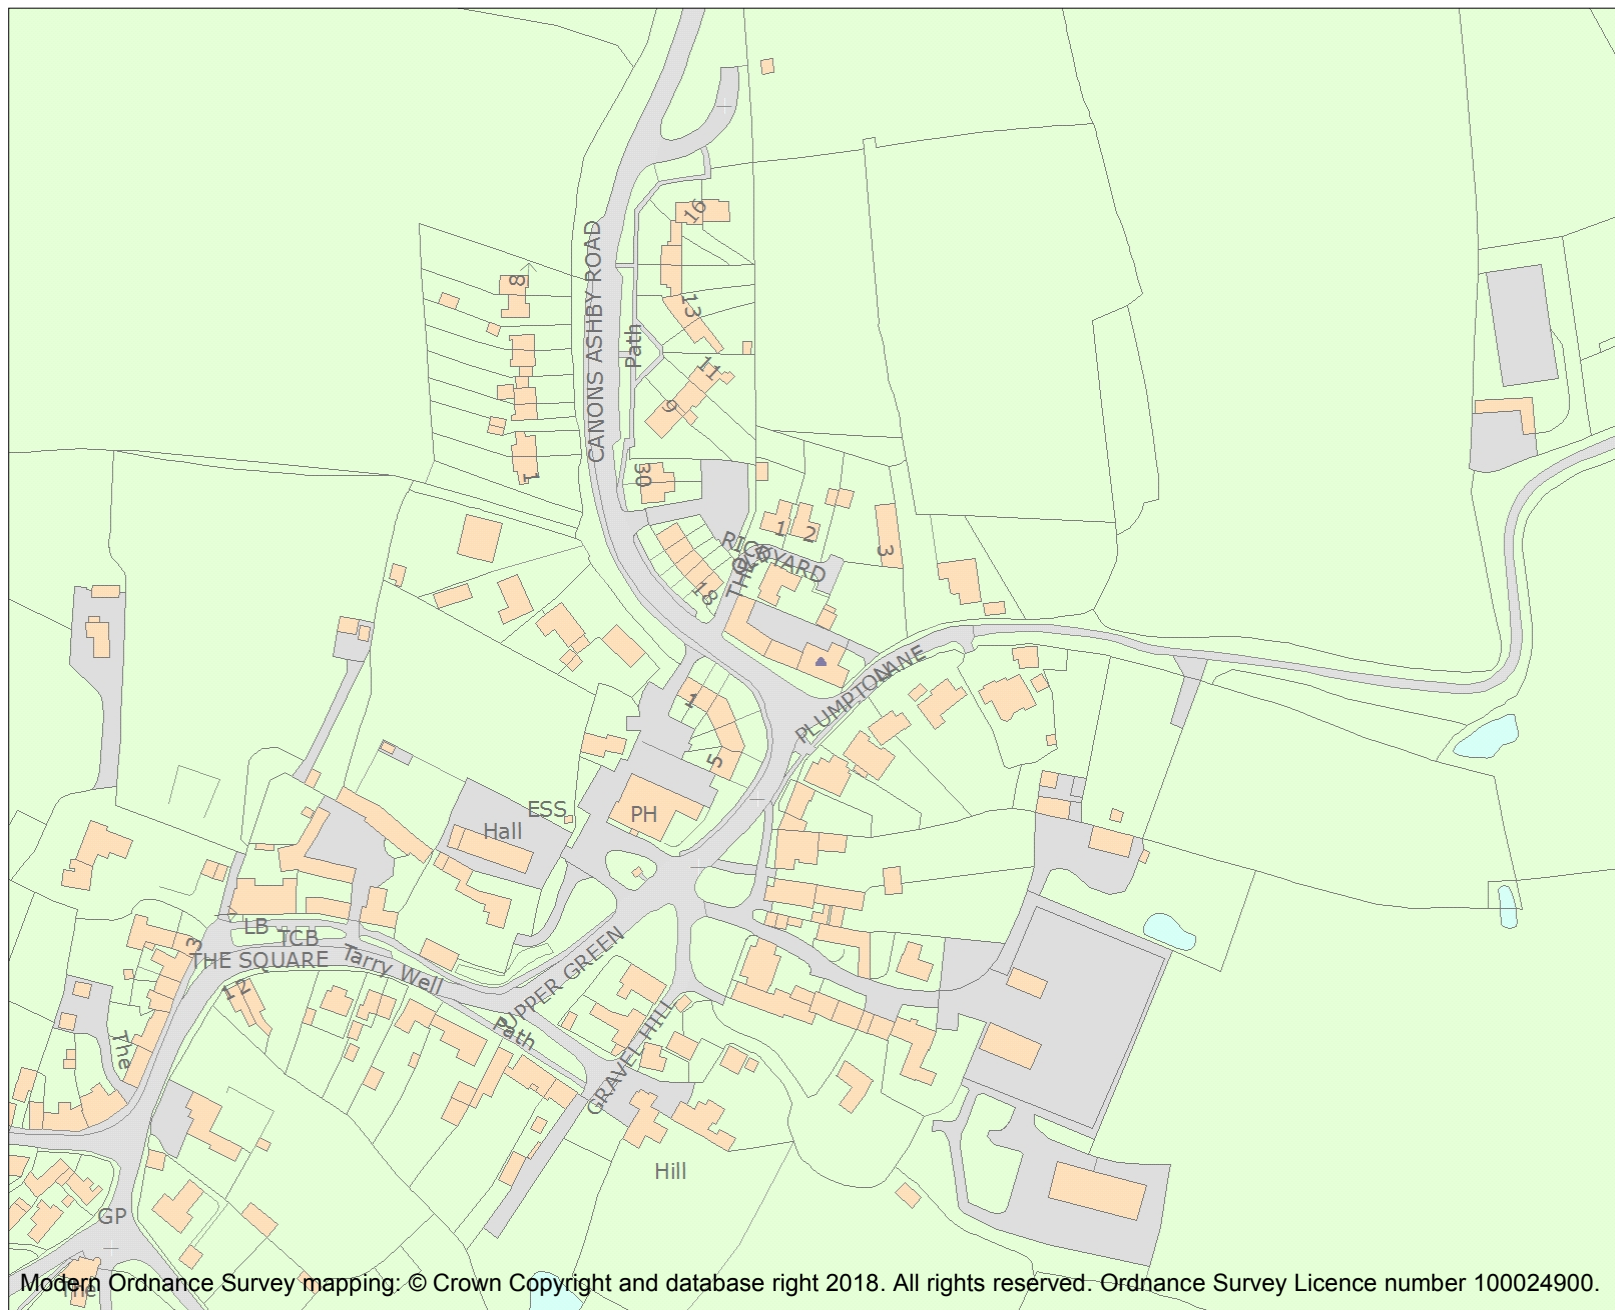 16
CANONS ASHBY ROAD
8
13
Path
11
9
1
30
1
2
3
RICKYARD
THE OLD
18
PLUMPTON LANE
1
5
ESS
Hall
PH
LB
TCB
3
THE SQUARE
Tarry Well
UPPER GREEN
12
Path
The
GRAVEL HILL
Hill
GP
The
Modern Ordnance Survey mapping: © Crown Copyright and database right 2018. All rights reserved. Ordnance Survey Licence number 100024900.